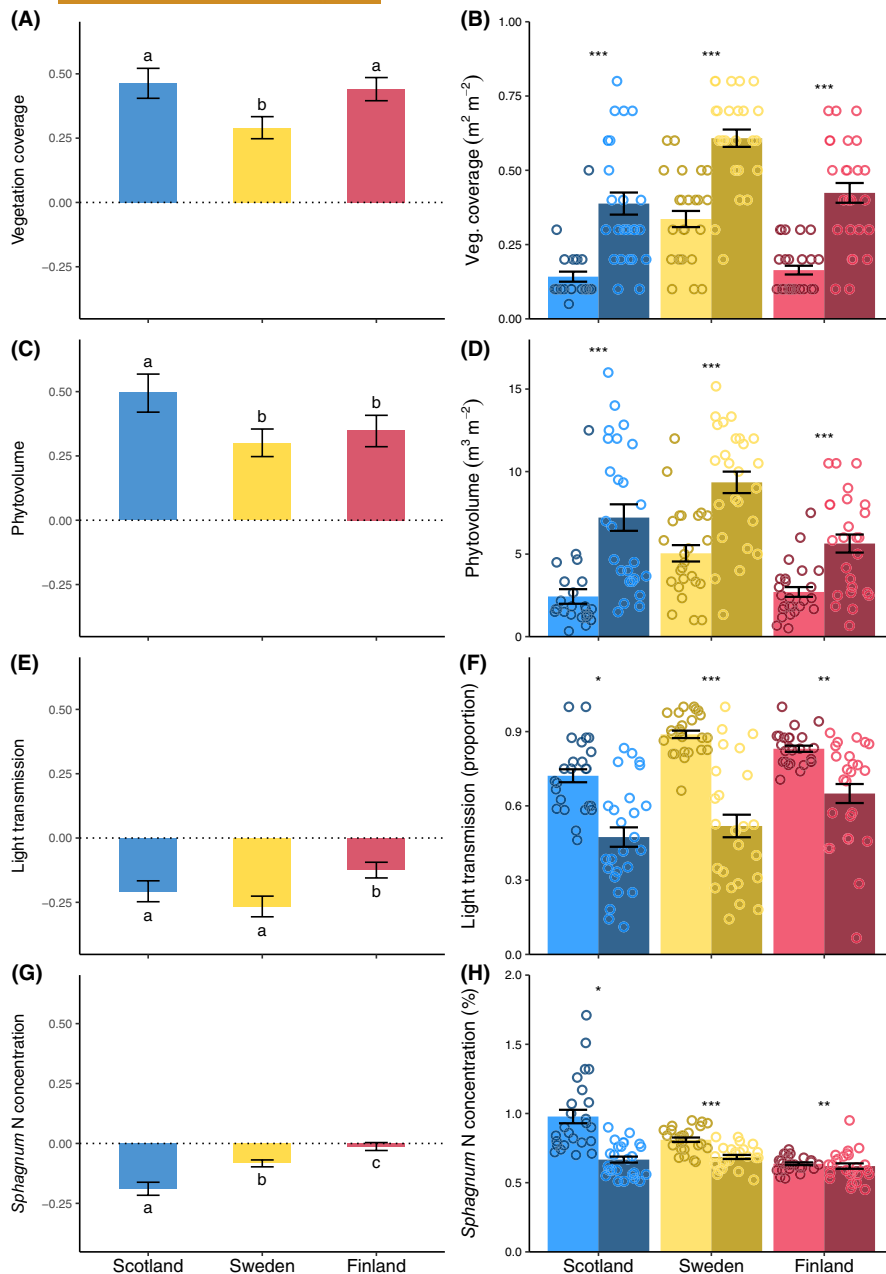 (A)
Vegetation coverage
0.50
0.25
0.00
−0.25
a
b
a
(B)
Veg. coverage (m² m⁻²)
1.00
0.75
0.50
0.25
0.00
***
***
***
(C)
Phytovolume
0.50
0.25
0.00
−0.25
a
b
b
(D)
Phytovolume (m³ m⁻²)
15
10
5
0
***
***
***
(E)
Light transmission
0.50
0.25
0.00
−0.25
a
a
b
(F)
Light transmission (proportion)
0.9
0.6
0.3
0.0
*
***
**
(G)
Sphagnum N concentration
0.50
0.25
0.00
−0.25
a
b
c
Scotland Sweden Finland
(H)
Sphagnum N concentration (%)
2.0
1.5
1.0
0.5
0.0
*
***
**
Scotland Sweden Finland